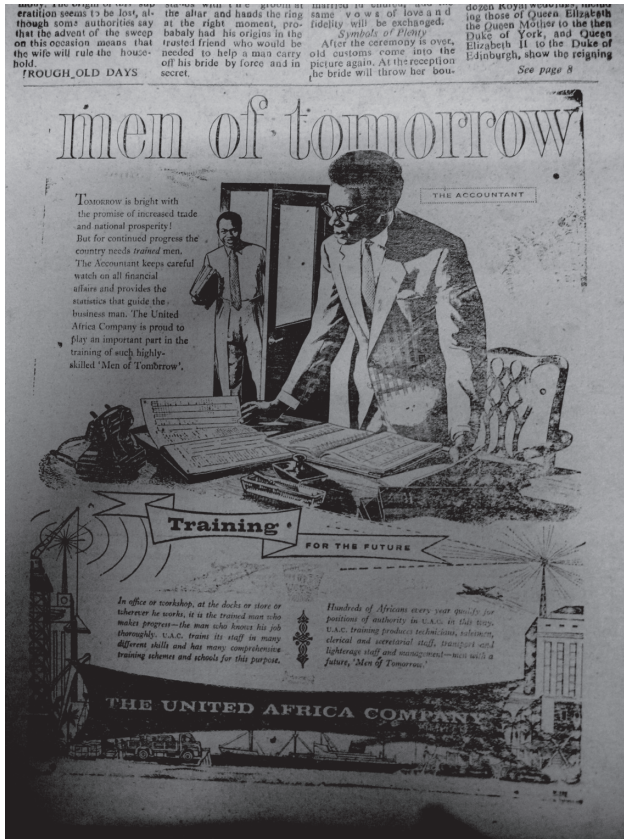 eration seems to be lost, al-
though some authorities say
that the advent of the sweep
on this occasion means that
the wife will rule the house-
hold.
ROUGH OLD DAYS
the altar and hands the ring
at the right moment, pro-
babaly had his origins in the
trusted friend who would be
needed to help a man carry
off his bride by force and in
secret.
same vows of love and
fidelity will be exchanged.
Symbols of Plenty
After the ceremony is over,
old customs come into the
picture again. At the reception
the bride will throw her bou-
ing those of Queen Elizabeth
the Queen Mother to the then
Duke of York, and Queen
Elizabeth II to the Duke of
Edinburgh, show the reigning
See page 8
men of tomorrow
THE ACCOUNTANT
TOMORROW is bright with
the promise of increased trade
and national prosperity!
But for continued progress the
country needs trained men.
The Accountant keeps careful
watch on all financial
affairs and provides the
statistics that guide the
business man. The United
Africa Company is proud to
play an important part in the
training of such highly-
skilled 'Men of Tomorrow'.
Training
FOR THE FUTURE
In office or workshop, at the docks or store or
wherever he works, it is the trained man who
makes progress—the man who knows his job
thoroughly. U.A.C. trains its staff in many
different skills and has many comprehensive
training schemes and schools for this purpose.
Hundreds of Africans every year qualify for
positions of authority in U.A.C. in this way.
U.A.C. training produces technicians, salesmen,
clerical and secretarial staff, transport and
lighterage staff and management—men with a
future, 'Men of Tomorrow.'
THE UNITED AFRICA COMPANY